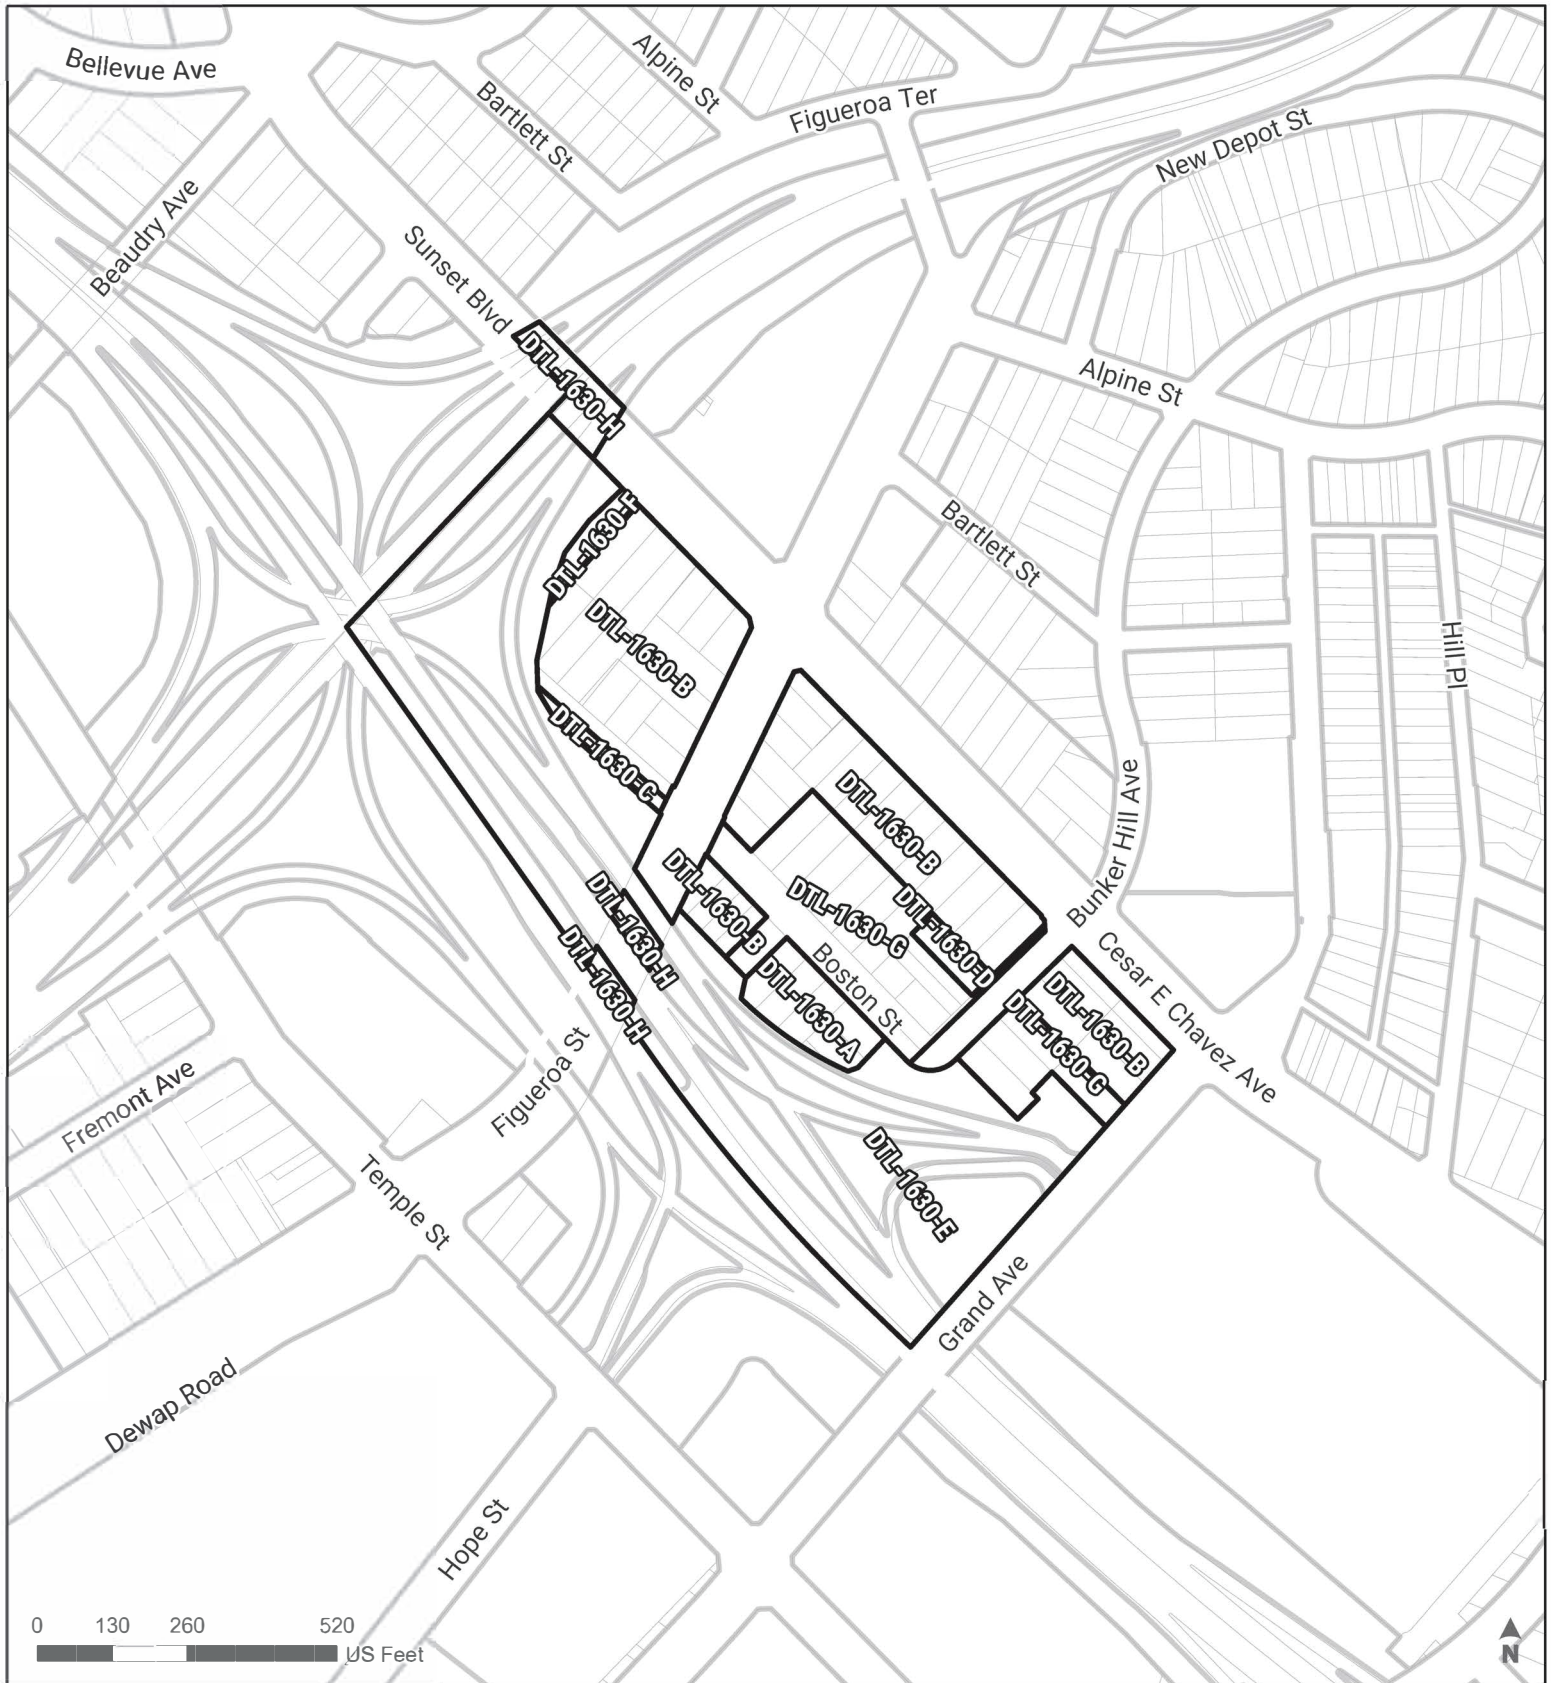 Bellevue Ave
Alpine St
Bartlett St
Figueroa Ter
New Depot St
Beaudry Ave
Sunset Blvd
DTL-1630-H
Alpine St
DTL-1630-F
Bartlett St
DTL-1630-B
Hill Pl
DTL-1630-C
DTL-1630-B
Bunker Hill Ave
DTL-1630-B
DTL-1630-G
DTL-1630-D
DTL-1630-H
DTL-1630-H
Boston St
DTL-1630-A
Cesar E Chavez Ave
DTL-1630-B
DTL-1630-G
Figueroa St
Fremont Ave
DTL-1630-E
Temple St
Grand Ave
Dewap Road
Hope St
0 130 260 520
US Feet
N